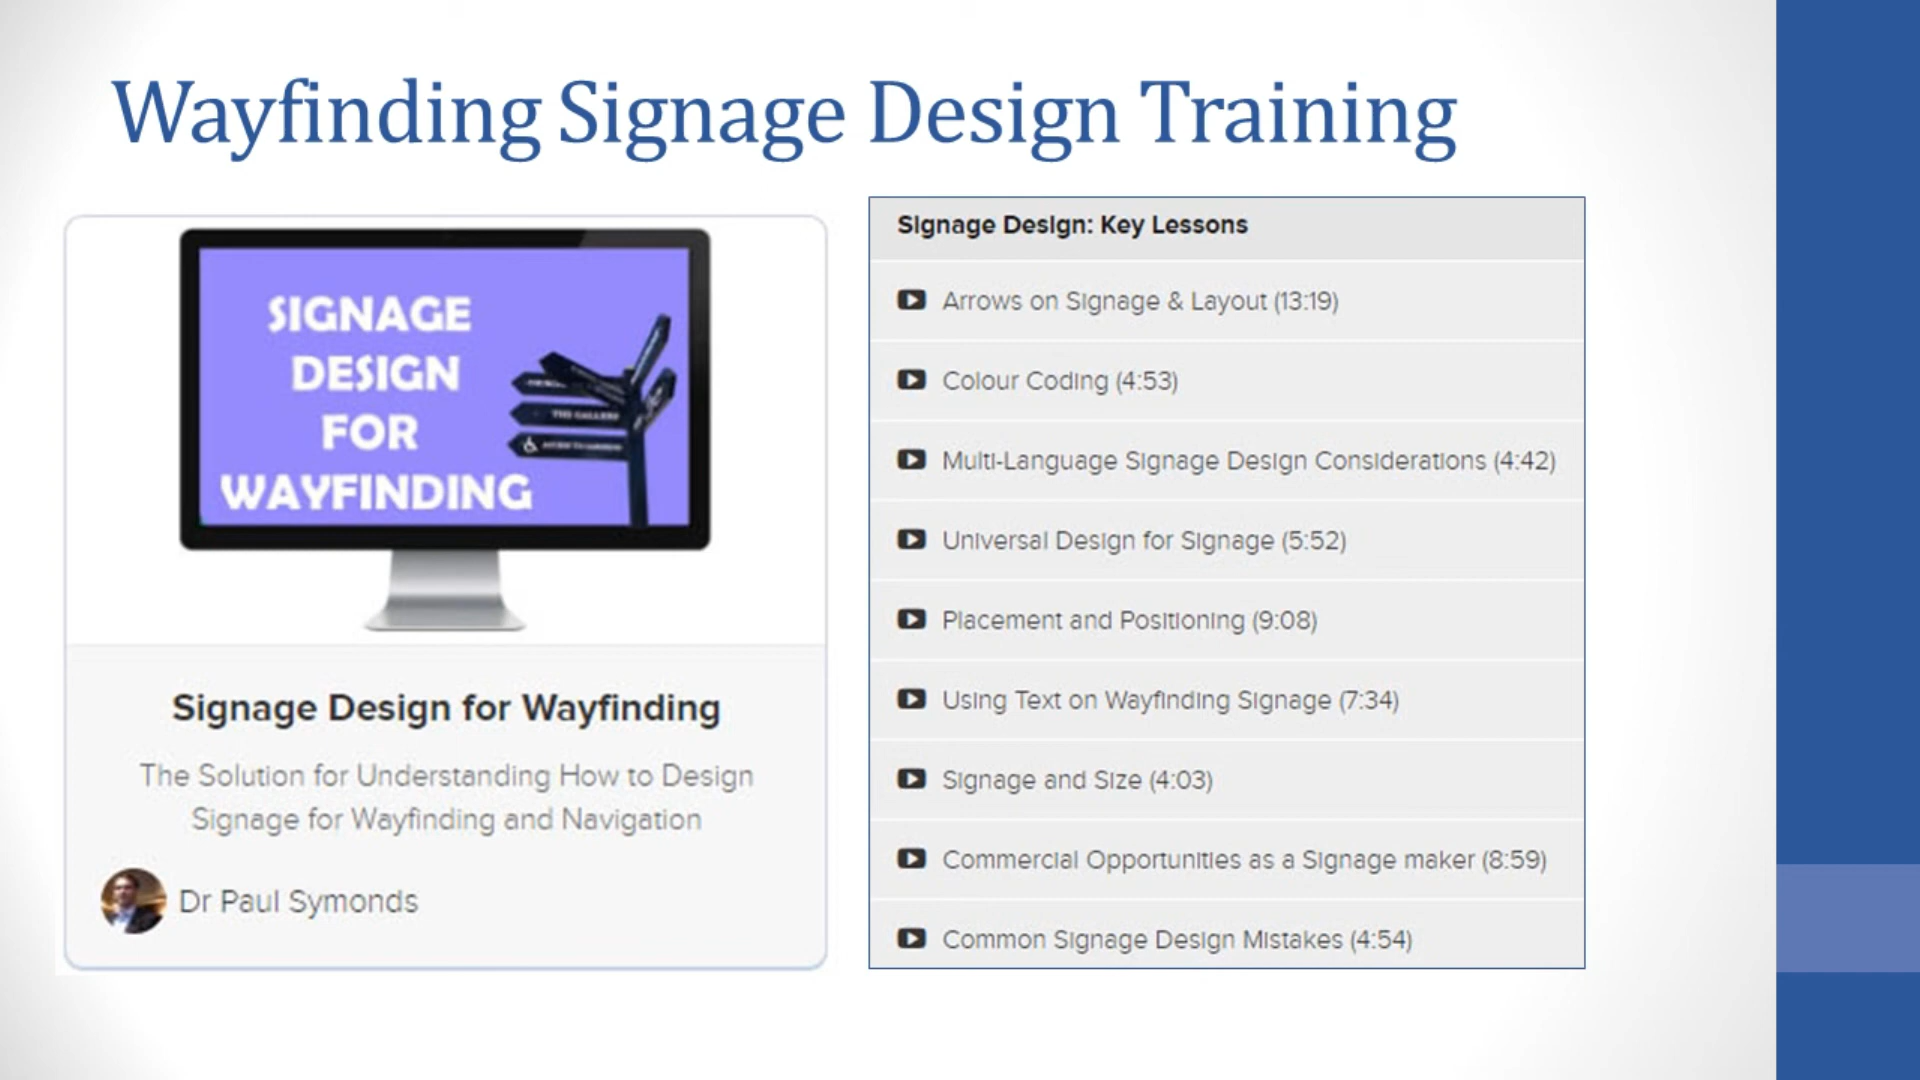 Wayfinding Signage Design Training
SIGNAGE
DESIGN
FOR
WAYFINDING
THE GALLERY
Signage Design for Wayfinding
The Solution for Understanding How to Design
Signage for Wayfinding and Navigation
Dr Paul Symonds
Signage Design: Key Lessons
Arrows on Signage & Layout (13:19)
Colour Coding (4:53)
Multi-Language Signage Design Considerations (4:42)
Universal Design for Signage (5:52)
Placement and Positioning (9:08)
Using Text on Wayfinding Signage (7:34)
Signage and Size (4:03)
Commercial Opportunities as a Signage maker (8:59)
Common Signage Design Mistakes (4:54)